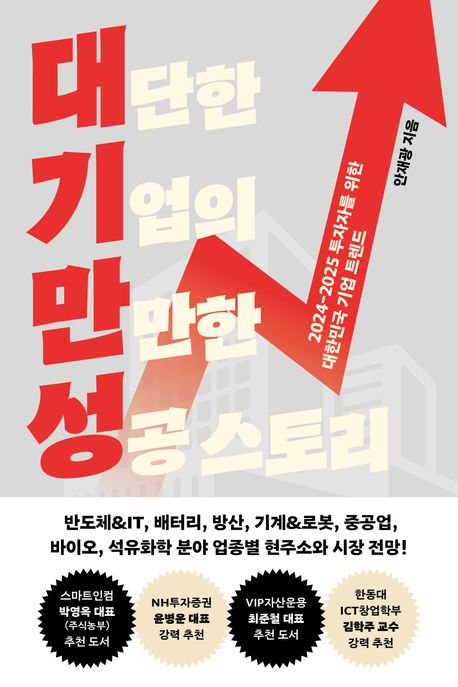 대단한
기업의
만만한
성공 스토리
2024-2025 투자자를 위한
대한민국 기업 트렌드
안재광 지음
반도체&IT, 배터리, 방산, 기계&로봇, 중공업,
바이오, 석유화학 분야 업종별 현주소와 시장 전망!
스마트인컴
박영옥 대표
(주식농부)
추천 도서
NH투자증권
윤병운 대표
강력 추천
VIP자산운용
최준철 대표
추천 도서
한동대
ICT창업학부
김학주 교수
강력 추천